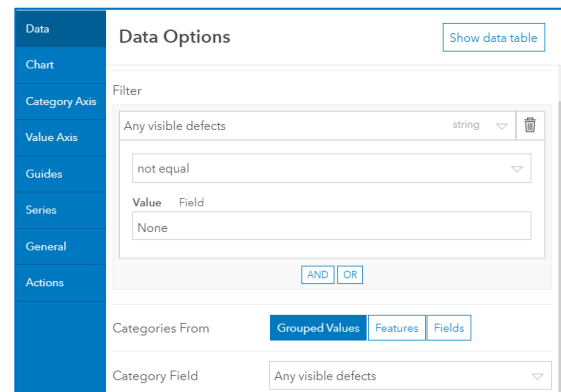 Data
Chart
Category Axis
Value Axis
Guides
Series
General
Actions
Data Options
Show data table
Filter
Any visible defects string
not equal
Value Field
None
AND OR
Categories From Grouped Values Features Fields
Category Field Any visible defects